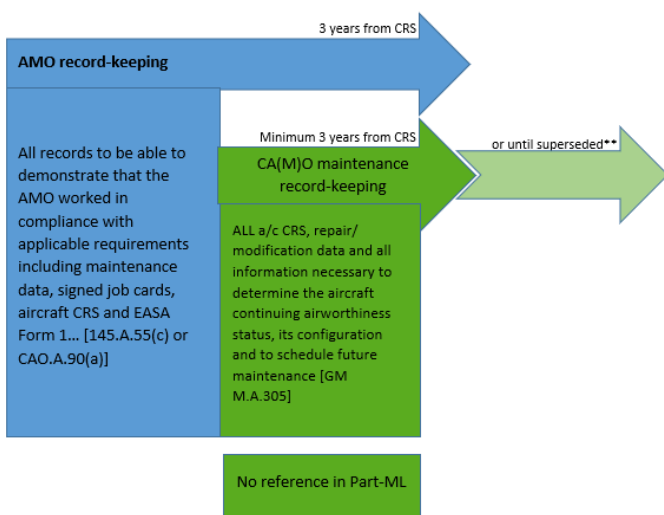 3 years from CRS
AMO record-keeping
Minimum 3 years from CRS
or until superseded**
CA(M)O maintenance
record-keeping
All records to be able to
demonstrate that the
AMO worked in
compliance with
applicable requirements
including maintenance
data, signed job cards,
aircraft CRS and EASA
Form 1... [145.A.55(c) or
CAO.A.90(a)]
ALL a/c CRS, repair/
modification data and all
information necessary to
determine the aircraft
continuing airworthiness
status, its configuration
and to schedule future
maintenance [GM
M.A.305]
No reference in Part-ML